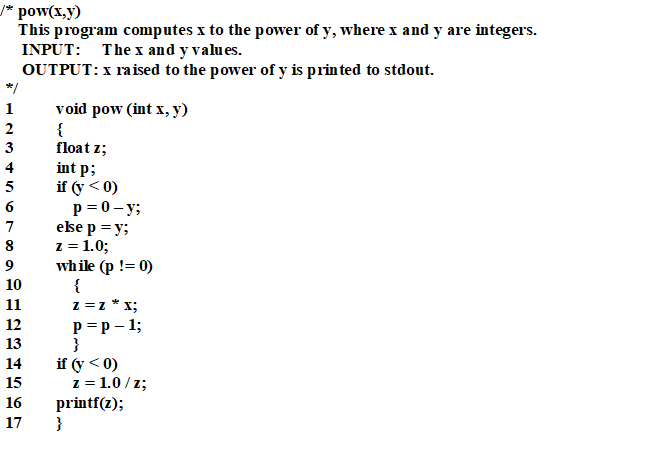 /* pow(x,y)
This program computes x to the power of y, where x and y are integers.
INPUT: The x and y values.
OUTPUT: x raised to the power of y is printed to stdout.
*/
1 void pow (int x, y)
2 {
3 float z;
4 int p;
5 if (y < 0)
6 p = 0 – y;
7 else p = y;
8 z = 1.0;
9 while (p != 0)
10 {
11 z = z * x;
12 p = p – 1;
13 }
14 if (y < 0)
15 z = 1.0 / z;
16 printf(z);
17 }